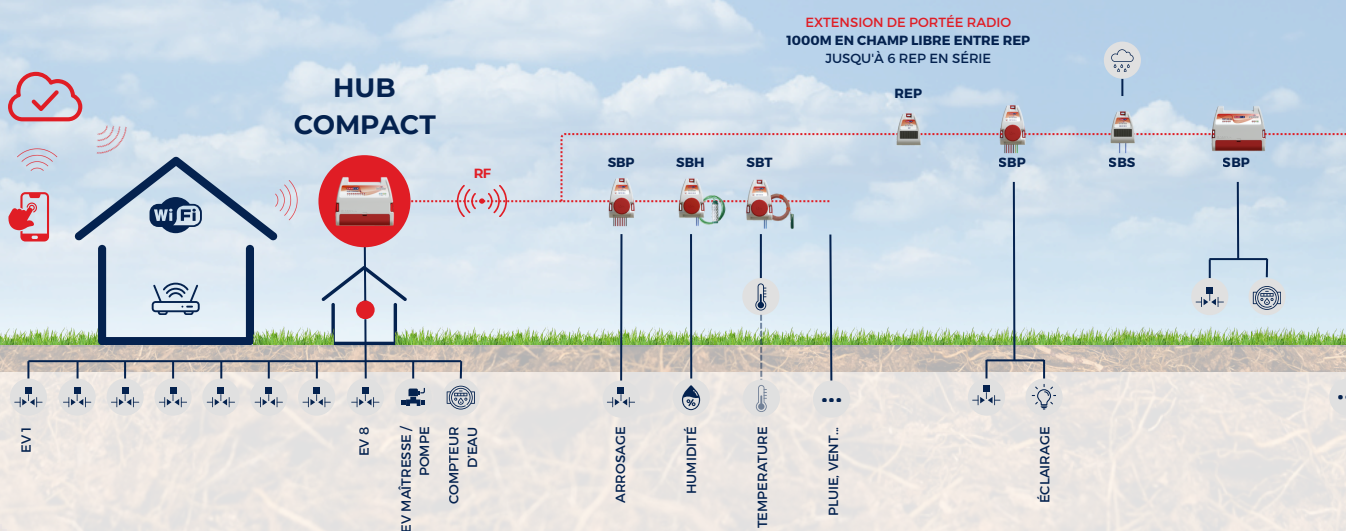 EXTENSION DE PORTÉE RADIO
1000M EN CHAMP LIBRE ENTRE REP
JUSQU'À 6 REP EN SÉRIE
HUB
COMPACT
REP
RF
SBP
SBH
SBT
SBP
SBS
SBP
WiFi
%
EV 1
EV 8
EV MAÎTRESSE /
POMPE
COMPTEUR
D'EAU
ARROSAGE
HUMIDITÉ
TEMPERATURE
PLUIE, VENT...
ÉCLAIRAGE